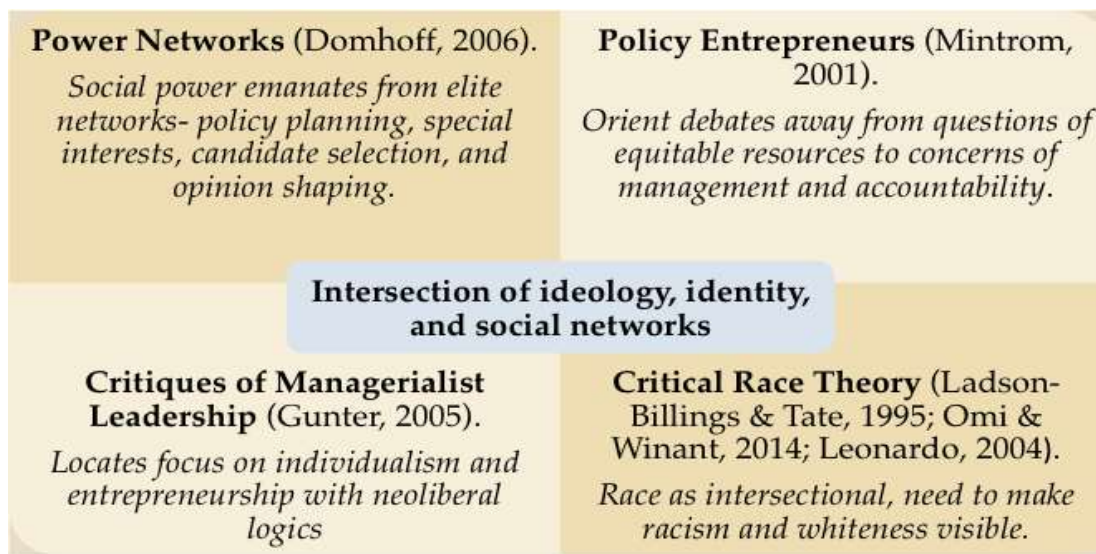 Power Networks (Domhoff, 2006).
Social power emanates from elite
networks- policy planning, special
interests, candidate selection, and
opinion shaping.
Policy Entrepreneurs (Mintrom,
2001).
Orient debates away from questions of
equitable resources to concerns of
management and accountability.
Intersection of ideology, identity,
and social networks
Critiques of Managerialist
Leadership (Gunter, 2005).
Locates focus on individualism and
entrepreneurship with neoliberal
logics
Critical Race Theory (Ladson-
Billings & Tate, 1995; Omi &
Winant, 2014; Leonardo, 2004).
Race as intersectional, need to make
racism and whiteness visible.